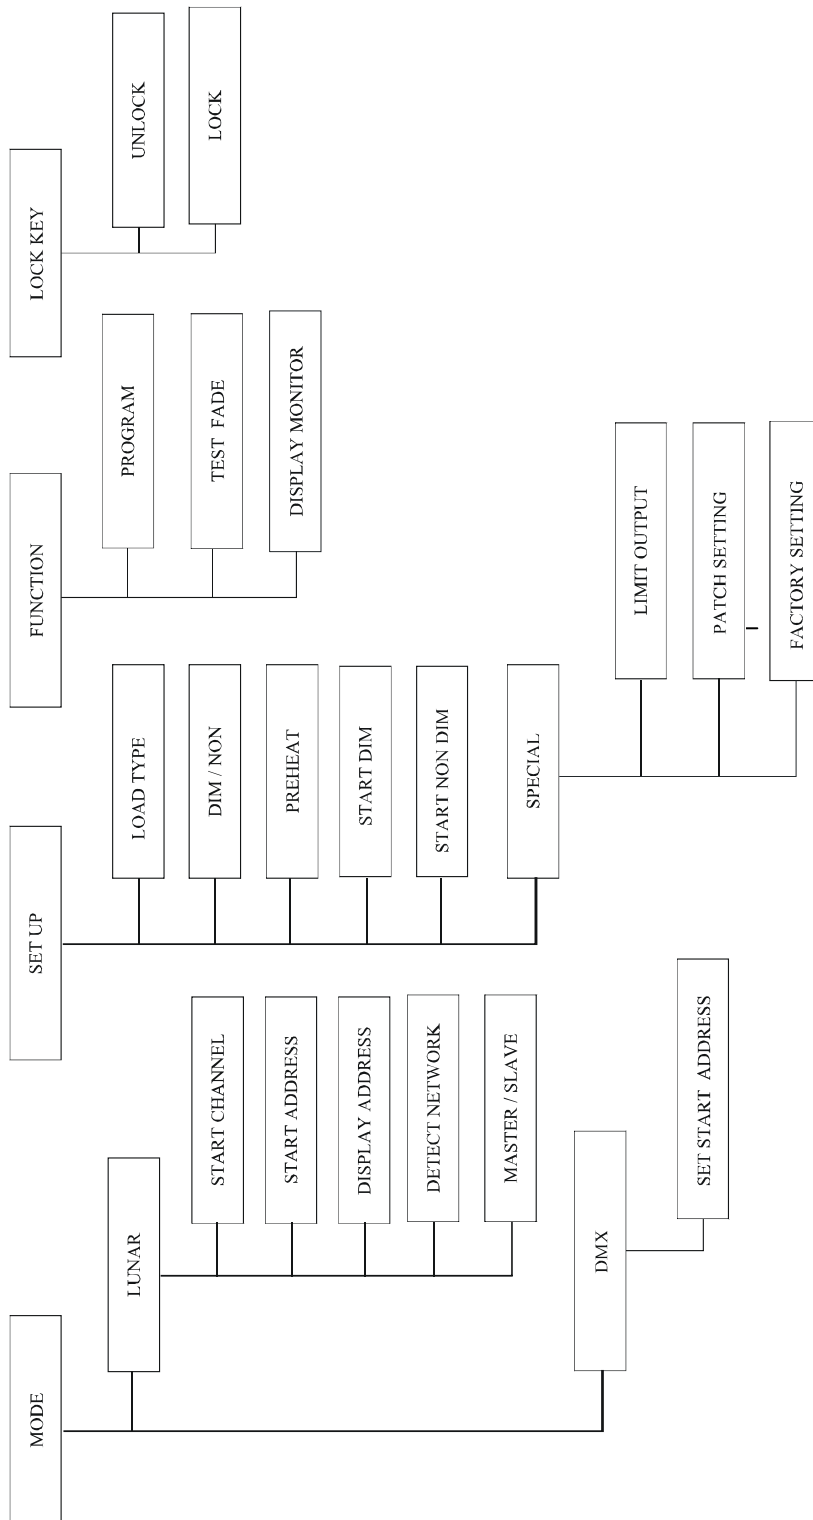 MODE
LUNAR
START CHANNEL
START ADDRESS
DISPLAY ADDRESS
DETECT NETWORK
MASTER / SLAVE
DMX
SET START ADDRESS
SET UP
LOAD TYPE
DIM / NON
PREHEAT
START DIM
START NON DIM
SPECIAL
LIMIT OUTPUT
PATCH SETTING
FACTORY SETTING
FUNCTION
PROGRAM
TEST FADE
DISPLAY MONITOR
LOCK KEY
UNLOCK
LOCK